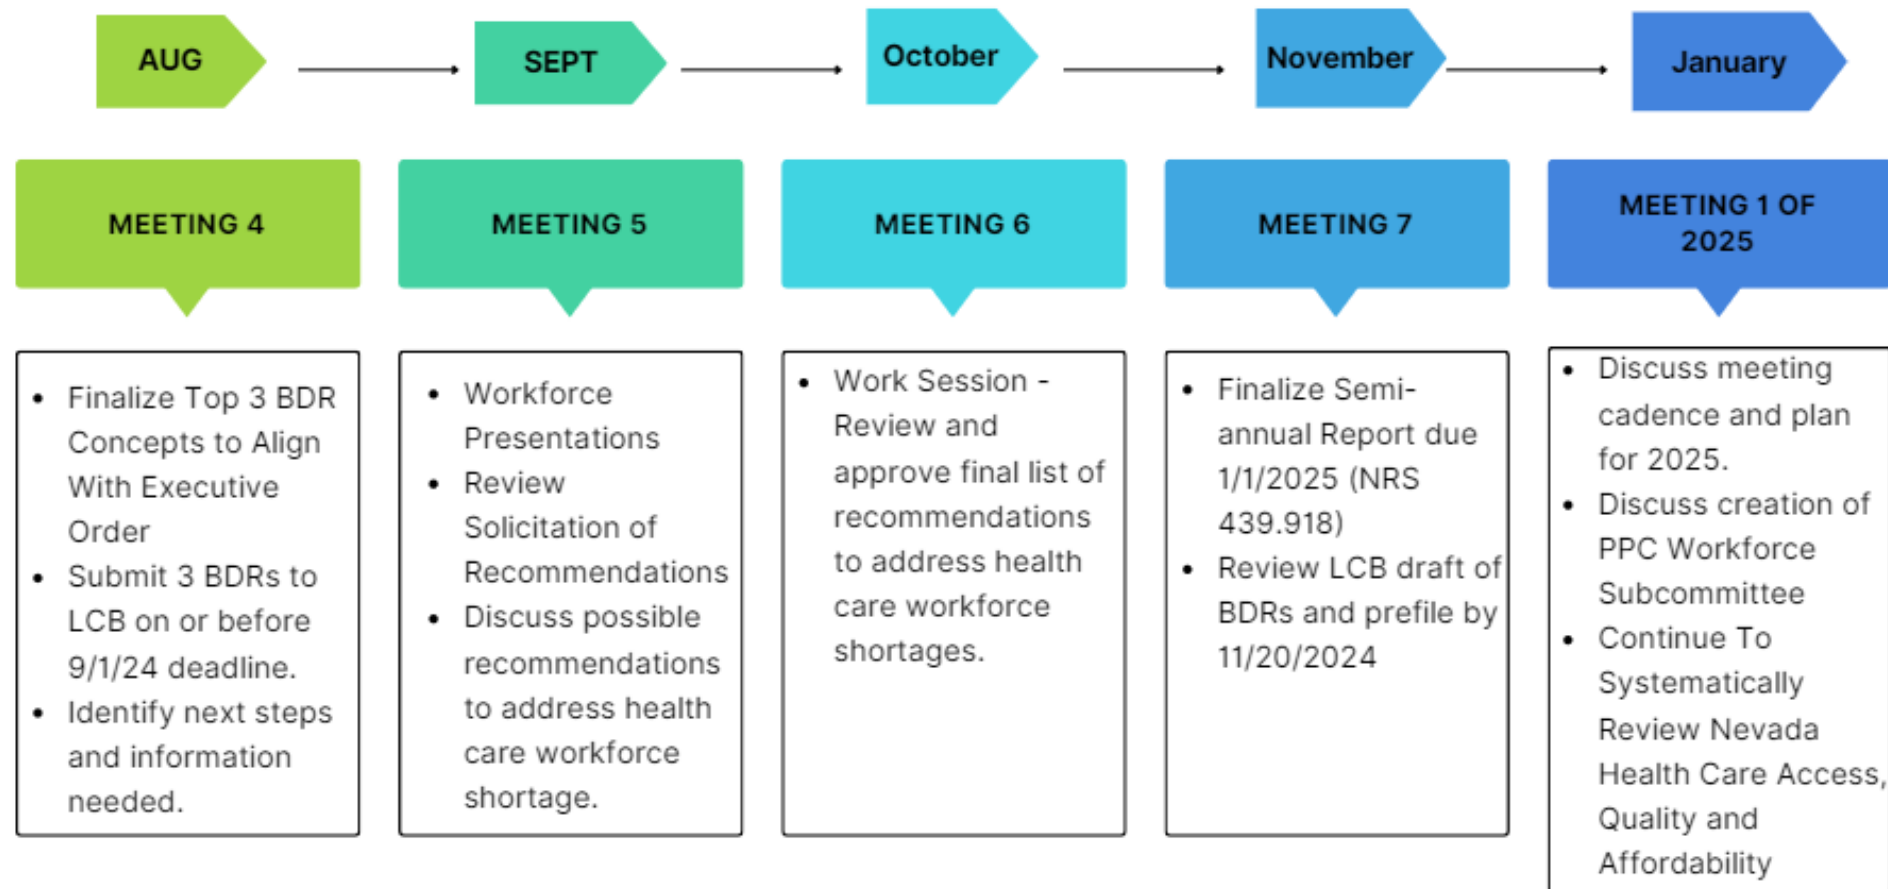 AUG
SEPT
October
November
January
MEETING 4
MEETING 5
MEETING 6
MEETING 7
MEETING 1 OF
2025
• Finalize Top 3 BDR
Concepts to Align
With Executive
Order
• Submit 3 BDRs to
LCB on or before
9/1/24 deadline.
• Identify next steps
and information
needed.
• Workforce
Presentations
• Review
Solicitation of
Recommendations
• Discuss possible
recommendations
to address health
care workforce
shortage.
• Work Session -
Review and
approve final list of
recommendations
to address health
care workforce
shortages.
• Finalize Semi-
annual Report due
1/1/2025 (NRS
439.918)
• Review LCB draft of
BDRs and prefile by
11/20/2024
• Discuss meeting
cadence and plan
for 2025.
• Discuss creation of
PPC Workforce
Subcommittee
• Continue To
Systematically
Review Nevada
Health Care Access,
Quality and
Affordability